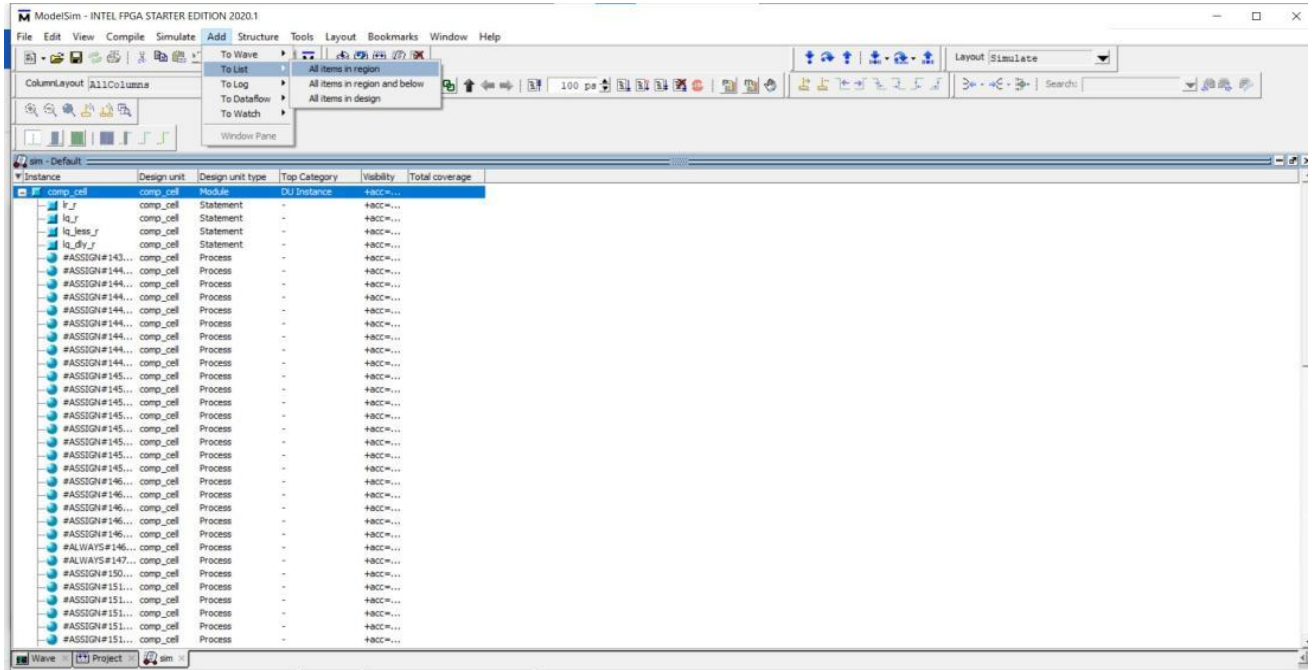 ModelSim - INTEL FPGA STARTER EDITION 2020.1
File Edit View Compile Simulate Add Structure Tools Layout Bookmarks Window Help
To Wave
To List
To Log
To Dataflow
To Watch
Window Pane
All items in region
All items in region and below
All items in design
Layout Simulate
ColumnLayout AllColumns
100 ps
Search:
sim - Default
Instance Design unit Design unit type Top Category Visibility Total coverage
comp_cell comp_cell Module DU Instance +acc=...
lr_r comp_cell Statement - +acc=...
lq_r comp_cell Statement - +acc=...
lq_less_r comp_cell Statement - +acc=...
lq_dly_r comp_cell Statement - +acc=...
#ASSIGN#143... comp_cell Process - +acc=...
#ASSIGN#144... comp_cell Process - +acc=...
#ASSIGN#144... comp_cell Process - +acc=...
#ASSIGN#144... comp_cell Process - +acc=...
#ASSIGN#144... comp_cell Process - +acc=...
#ASSIGN#144... comp_cell Process - +acc=...
#ASSIGN#144... comp_cell Process - +acc=...
#ASSIGN#144... comp_cell Process - +acc=...
#ASSIGN#144... comp_cell Process - +acc=...
#ASSIGN#145... comp_cell Process - +acc=...
#ASSIGN#145... comp_cell Process - +acc=...
#ASSIGN#145... comp_cell Process - +acc=...
#ASSIGN#145... comp_cell Process - +acc=...
#ASSIGN#145... comp_cell Process - +acc=...
#ASSIGN#145... comp_cell Process - +acc=...
#ASSIGN#145... comp_cell Process - +acc=...
#ASSIGN#145... comp_cell Process - +acc=...
#ASSIGN#146... comp_cell Process - +acc=...
#ASSIGN#146... comp_cell Process - +acc=...
#ASSIGN#146... comp_cell Process - +acc=...
#ASSIGN#146... comp_cell Process - +acc=...
#ASSIGN#146... comp_cell Process - +acc=...
#ALWAYS#146... comp_cell Process - +acc=...
#ALWAYS#147... comp_cell Process - +acc=...
#ASSIGN#150... comp_cell Process - +acc=...
#ASSIGN#151... comp_cell Process - +acc=...
#ASSIGN#151... comp_cell Process - +acc=...
#ASSIGN#151... comp_cell Process - +acc=...
#ASSIGN#151... comp_cell Process - +acc=...
#ASSIGN#151... comp_cell Process - +acc=...
Wave Project sim